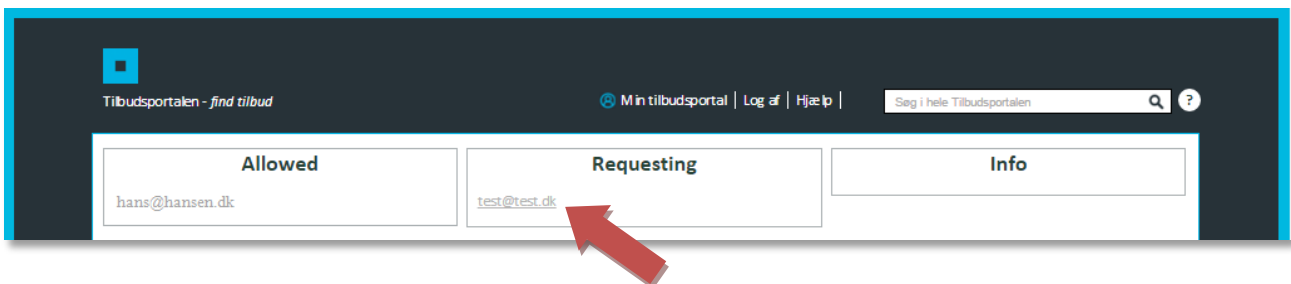 Tilbudsportalen - find tilbud
Min tilbudsportal | Log af | Hjælp |
Søg i hele Tilbudsportalen
?
Allowed
hans@hansen.dk
Requesting
test@test.dk
Info